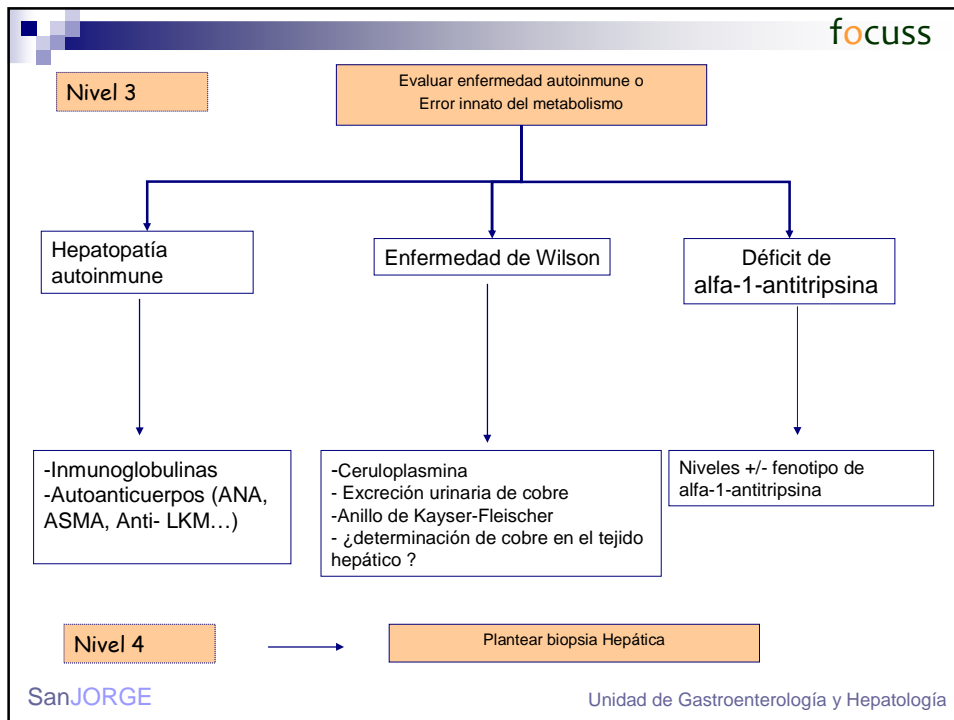 focuss
Nivel 3
Evaluar enfermedad autoinmune o
Error innato del metabolismo
Hepatopatía
autoinmune
Enfermedad de Wilson
Déficit de
alfa-1-antitripsina
-Inmunoglobulinas
-Autoanticuerpos (ANA,
ASMA, Anti- LKM…)
-Ceruloplasmina
- Excreción urinaria de cobre
-Anillo de Kayser-Fleischer
- ¿determinación de cobre en el tejido
hepático ?
Niveles +/- fenotipo de
alfa-1-antitripsina
Nivel 4
Plantear biopsia Hepática
SanJORGE
Unidad de Gastroenterología y Hepatología